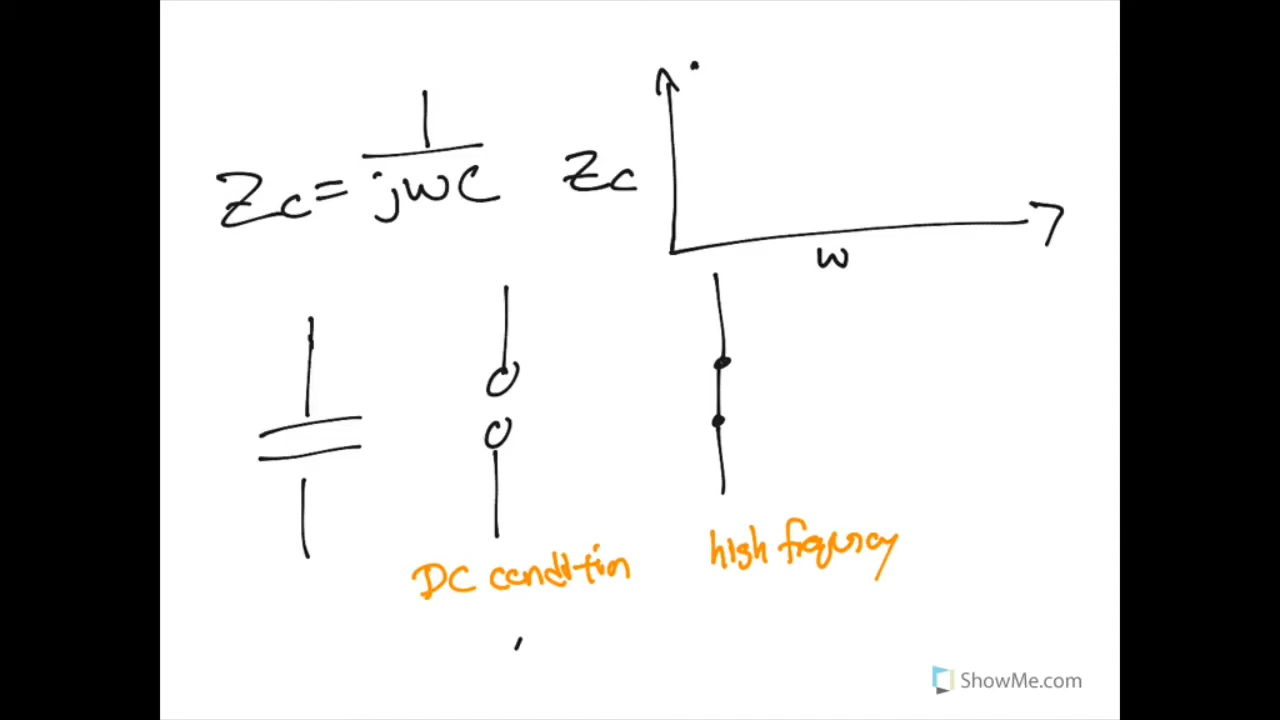 Zc = 1/jwC
Zc
w
DC condition
high frequency
ShowMe.com